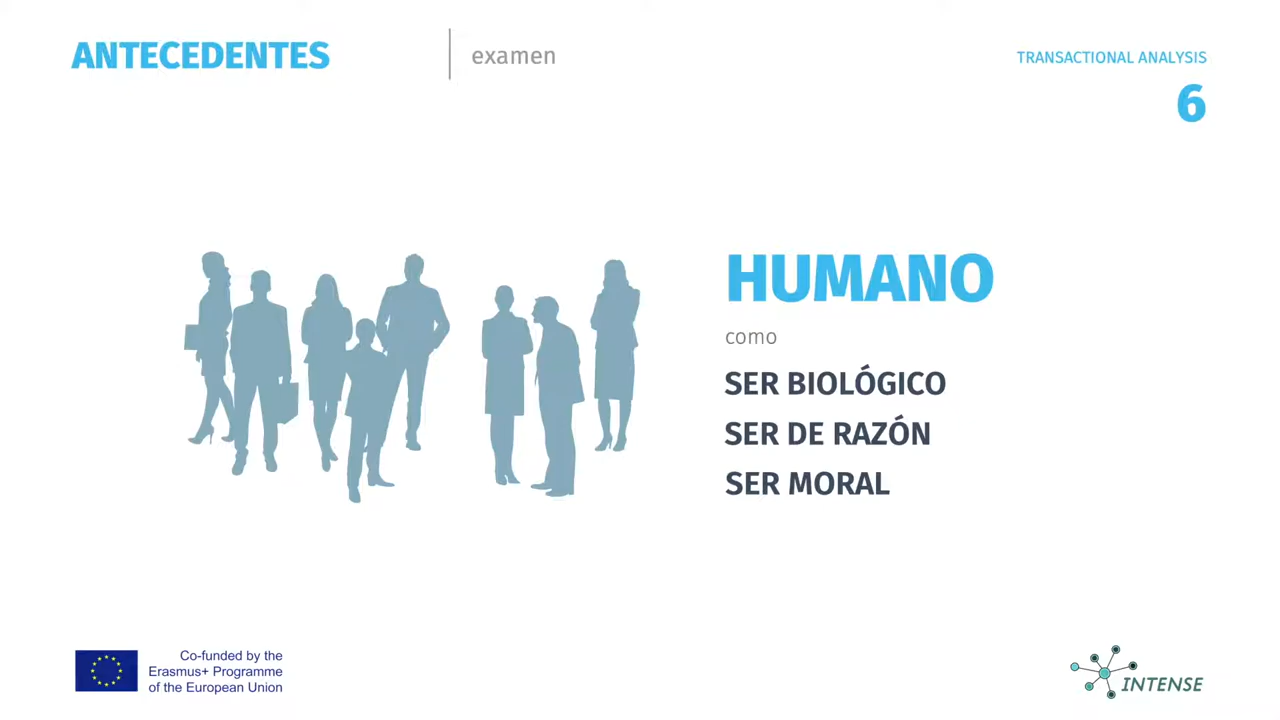 ANTECEDENTES
examen
TRANSACTIONAL ANALYSIS
6
HUMANO
como
SER BIOLÓGICO
SER DE RAZÓN
SER MORAL
Co-funded by the
Erasmus+ Programme
of the European Union
INTENSE